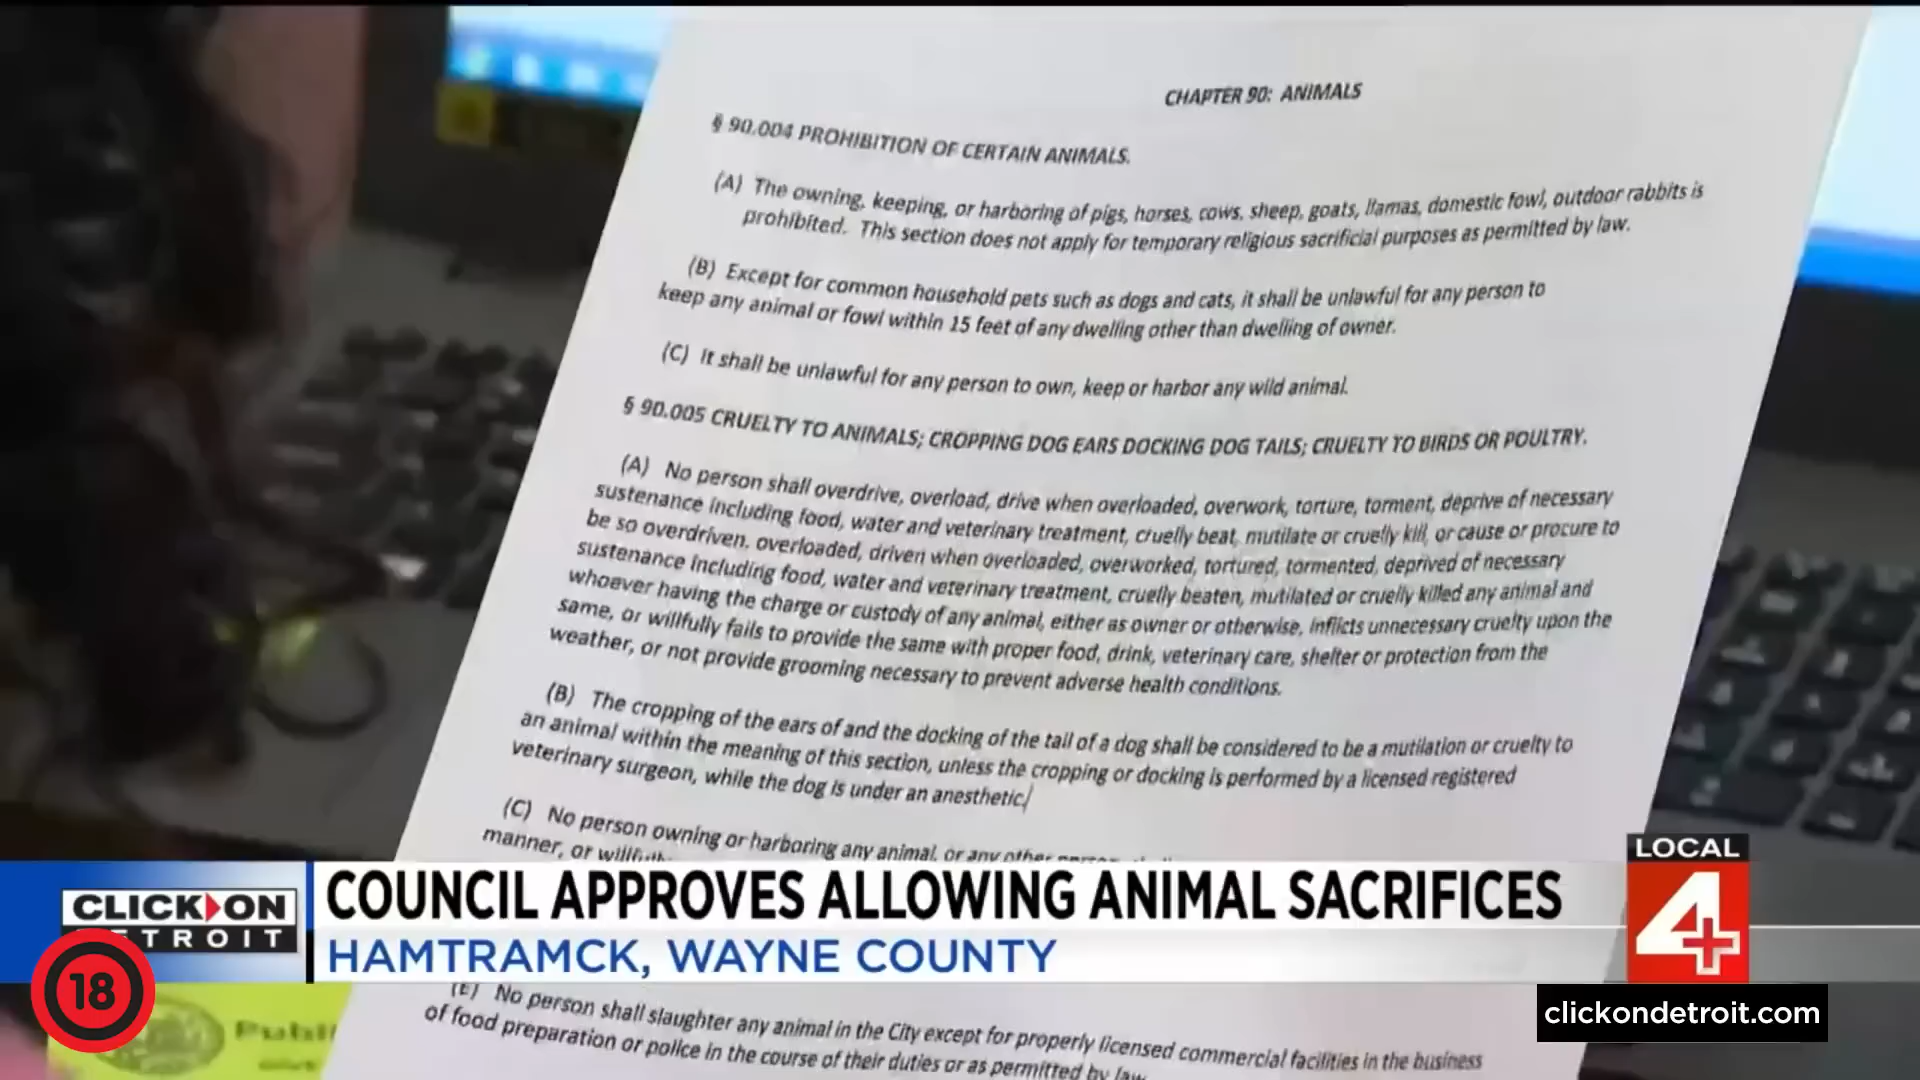 CHAPTER 90: ANIMALS
§ 90.004 PROHIBITION OF CERTAIN ANIMALS.
(A) The owning, keeping, or harboring of pigs, horses, cows, sheep, goats, llamas, domestic fowl, outdoor rabbits is
prohibited. This section does not apply for temporary religious sacrificial purposes as permitted by law.
(B) Except for common household pets such as dogs and cats, it shall be unlawful for any person to
keep any animal or fowl within 15 feet of any dwelling other than dwelling of owner.
(C) It shall be unlawful for any person to own, keep or harbor any wild animal.
§ 90.005 CRUELTY TO ANIMALS; CROPPING DOG EARS DOCKING DOG TAILS; CRUELTY TO BIRDS OR POULTRY.
(A) No person shall overdrive, overload, drive when overloaded, overwork, torture, torment, deprive of necessary
sustenance including food, water and veterinary treatment, cruelly beat, mutilate or cruelly kill, or cause or procure to
be so overdriven, overloaded, driven when overloaded, overworked, tortured, tormented, deprived of necessary
sustenance including food, water and veterinary treatment, cruelly beaten, mutilated or cruelly killed any animal and
whoever having the charge or custody of any animal, either as owner or otherwise, inflicts unnecessary cruelty upon the
same, or willfully fails to provide the same with proper food, drink, veterinary care, shelter or protection from the
weather, or not provide grooming necessary to prevent adverse health conditions.
(B) The cropping of the ears of and the docking of the tail of a dog shall be considered to be a mutilation or cruelty to
an animal within the meaning of this section, unless the cropping or docking is performed by a licensed registered
veterinary surgeon, while the dog is under an anesthetic.
(C) No person owning or harboring any animal, or any other
manner, or
LOCAL
4
CLICK ON
DETROIT
COUNCIL APPROVES ALLOWING ANIMAL SACRIFICES
HAMTRAMCK, WAYNE COUNTY
18
(E) No person shall slaughter any animal in the City except for properly licensed commercial facilities in the business
of food preparation or police in the course of their duties or as permitted by law
clickondetroit.com